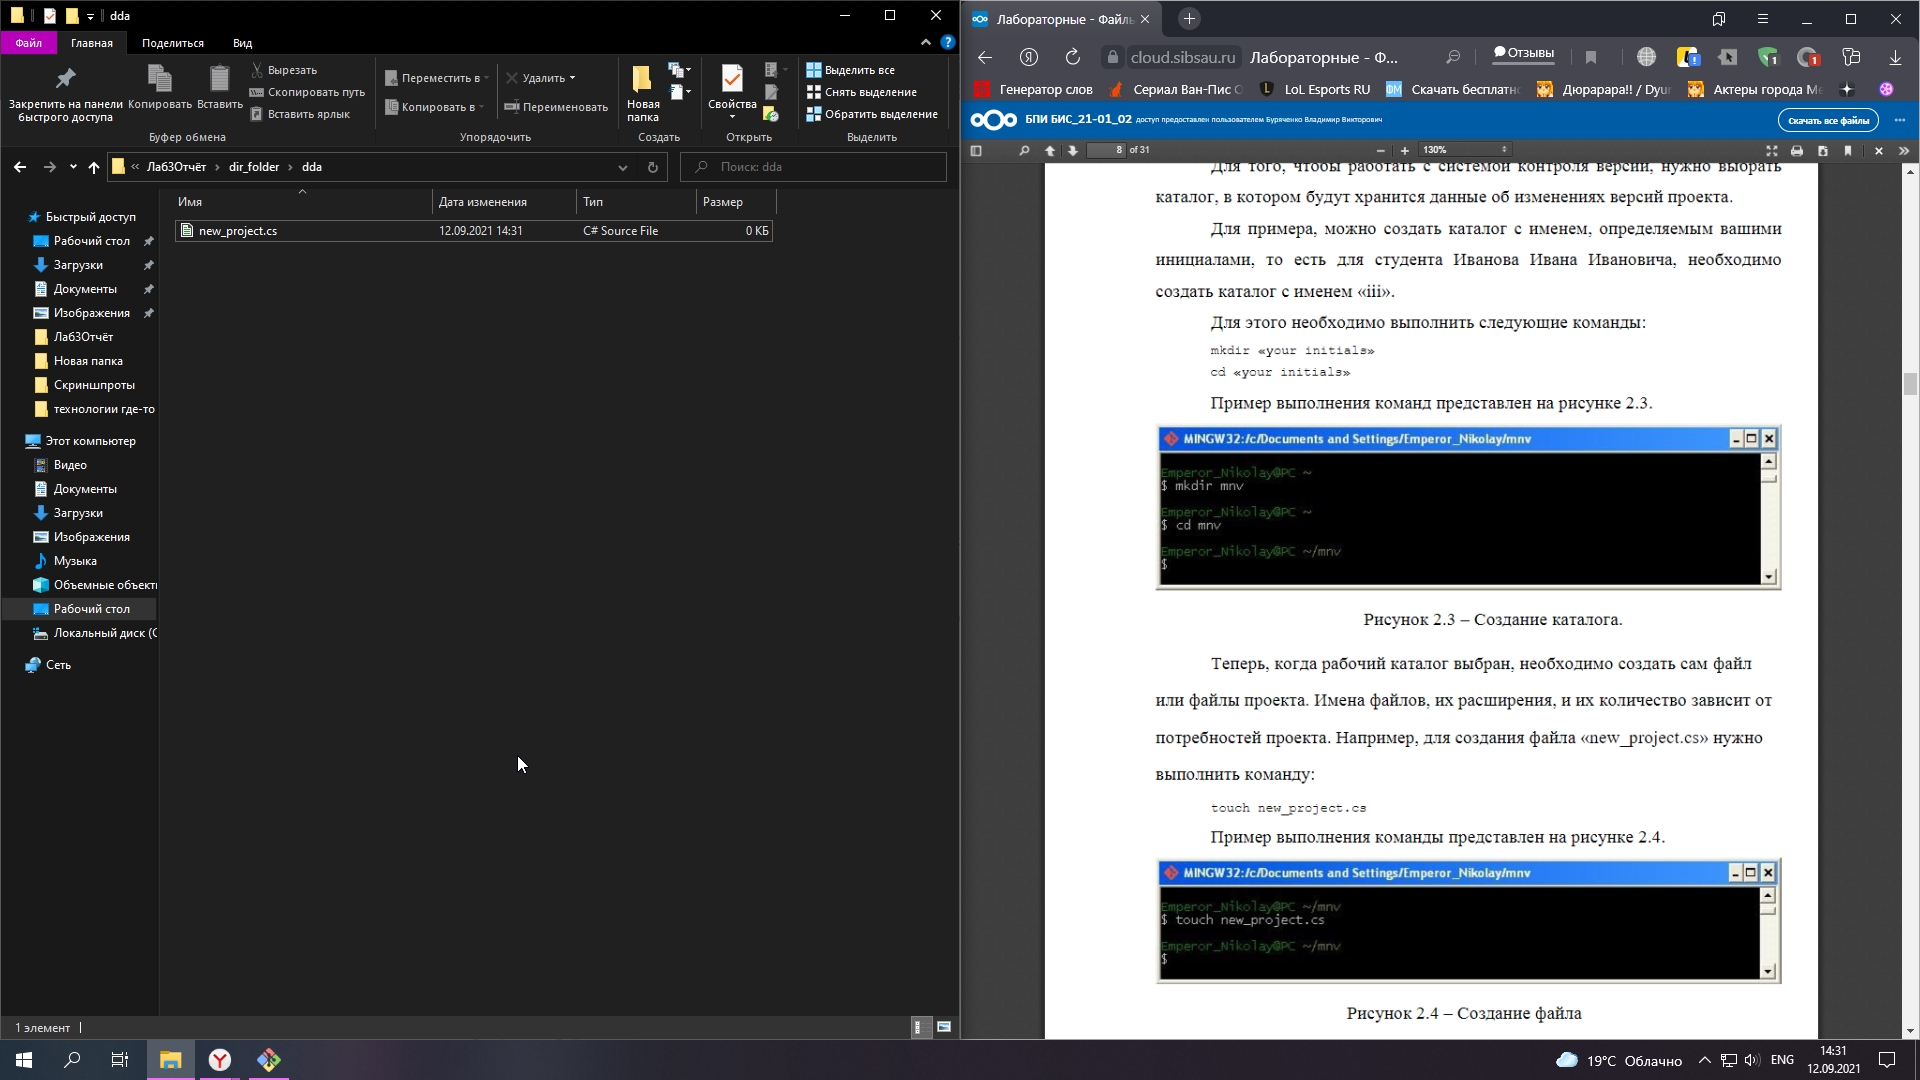 dda
Файл
Главная
Поделиться
Вид
Закрепить на панели быстрого доступа
Копировать
Вставить
Вырезать
Скопировать путь
Вставить ярлык
Буфер обмена
Переместить в
Копировать в
Удалить
Переименовать
Упорядочить
Новая папка
Создать
Свойства
Открыть
Выделить все
Снять выделение
Обратить выделение
Выделить
« Лаб3Отчёт › dir_folder › dda
Поиск: dda
Имя Дата изменения Тип Размер
new_project.cs 12.09.2021 14:31 C# Source File 0 КБ
Быстрый доступ
Рабочий стол
Загрузки
Документы
Изображения
Лаб3Отчёт
Новая папка
Скриншпроты
технологии где-то
Этот компьютер
Видео
Документы
Загрузки
Изображения
Музыка
Объемные объекты
Рабочий стол
Локальный диск (C
Сеть
1 элемент
Лабораторные - Файлы
cloud.sibsau.ru Лабораторные - Ф...
Отзывы
Генератор слов
Сериал Ван-Пис
LoL Esports RU
Скачать бесплатн
Дюрарара!! / Dyur
Актеры города
БПИ БИС_21-01_02 доступ предоставлен пользователем Буряченко Владимир Викторович
Скачать все файлы
8 of 31
130%
Для того, чтобы работать с системой контроля версий, нужно выбрать
каталог, в котором будут хранится данные об изменениях версий проекта.
Для примера, можно создать каталог с именем, определяемым вашими
инициалами, то есть для студента Иванова Ивана Ивановича, необходимо
создать каталог с именем «iii».
Для этого необходимо выполнить следующие команды:
mkdir «your initials»
cd «your initials»
Пример выполнения команд представлен на рисунке 2.3.
MINGW32:/c/Documents and Settings/Emperor_Nikolay/mnv
Emperor_Nikolay@PC ~
$ mkdir mnv
Emperor_Nikolay@PC ~
$ cd mnv
Emperor_Nikolay@PC ~/mnv
$
Рисунок 2.3 – Создание каталога.
Теперь, когда рабочий каталог выбран, необходимо создать сам файл
или файлы проекта. Имена файлов, их расширения, и их количество зависит от
потребностей проекта. Например, для создания файла «new_project.cs» нужно
выполнить команду:
touch new_project.cs
Пример выполнения команды представлен на рисунке 2.4.
MINGW32:/c/Documents and Settings/Emperor_Nikolay/mnv
Emperor_Nikolay@PC ~/mnv
$ touch new_project.cs
Emperor_Nikolay@PC ~/mnv
$
Рисунок 2.4 – Создание файла
19°C Облачно
ENG
14:31
12.09.2021